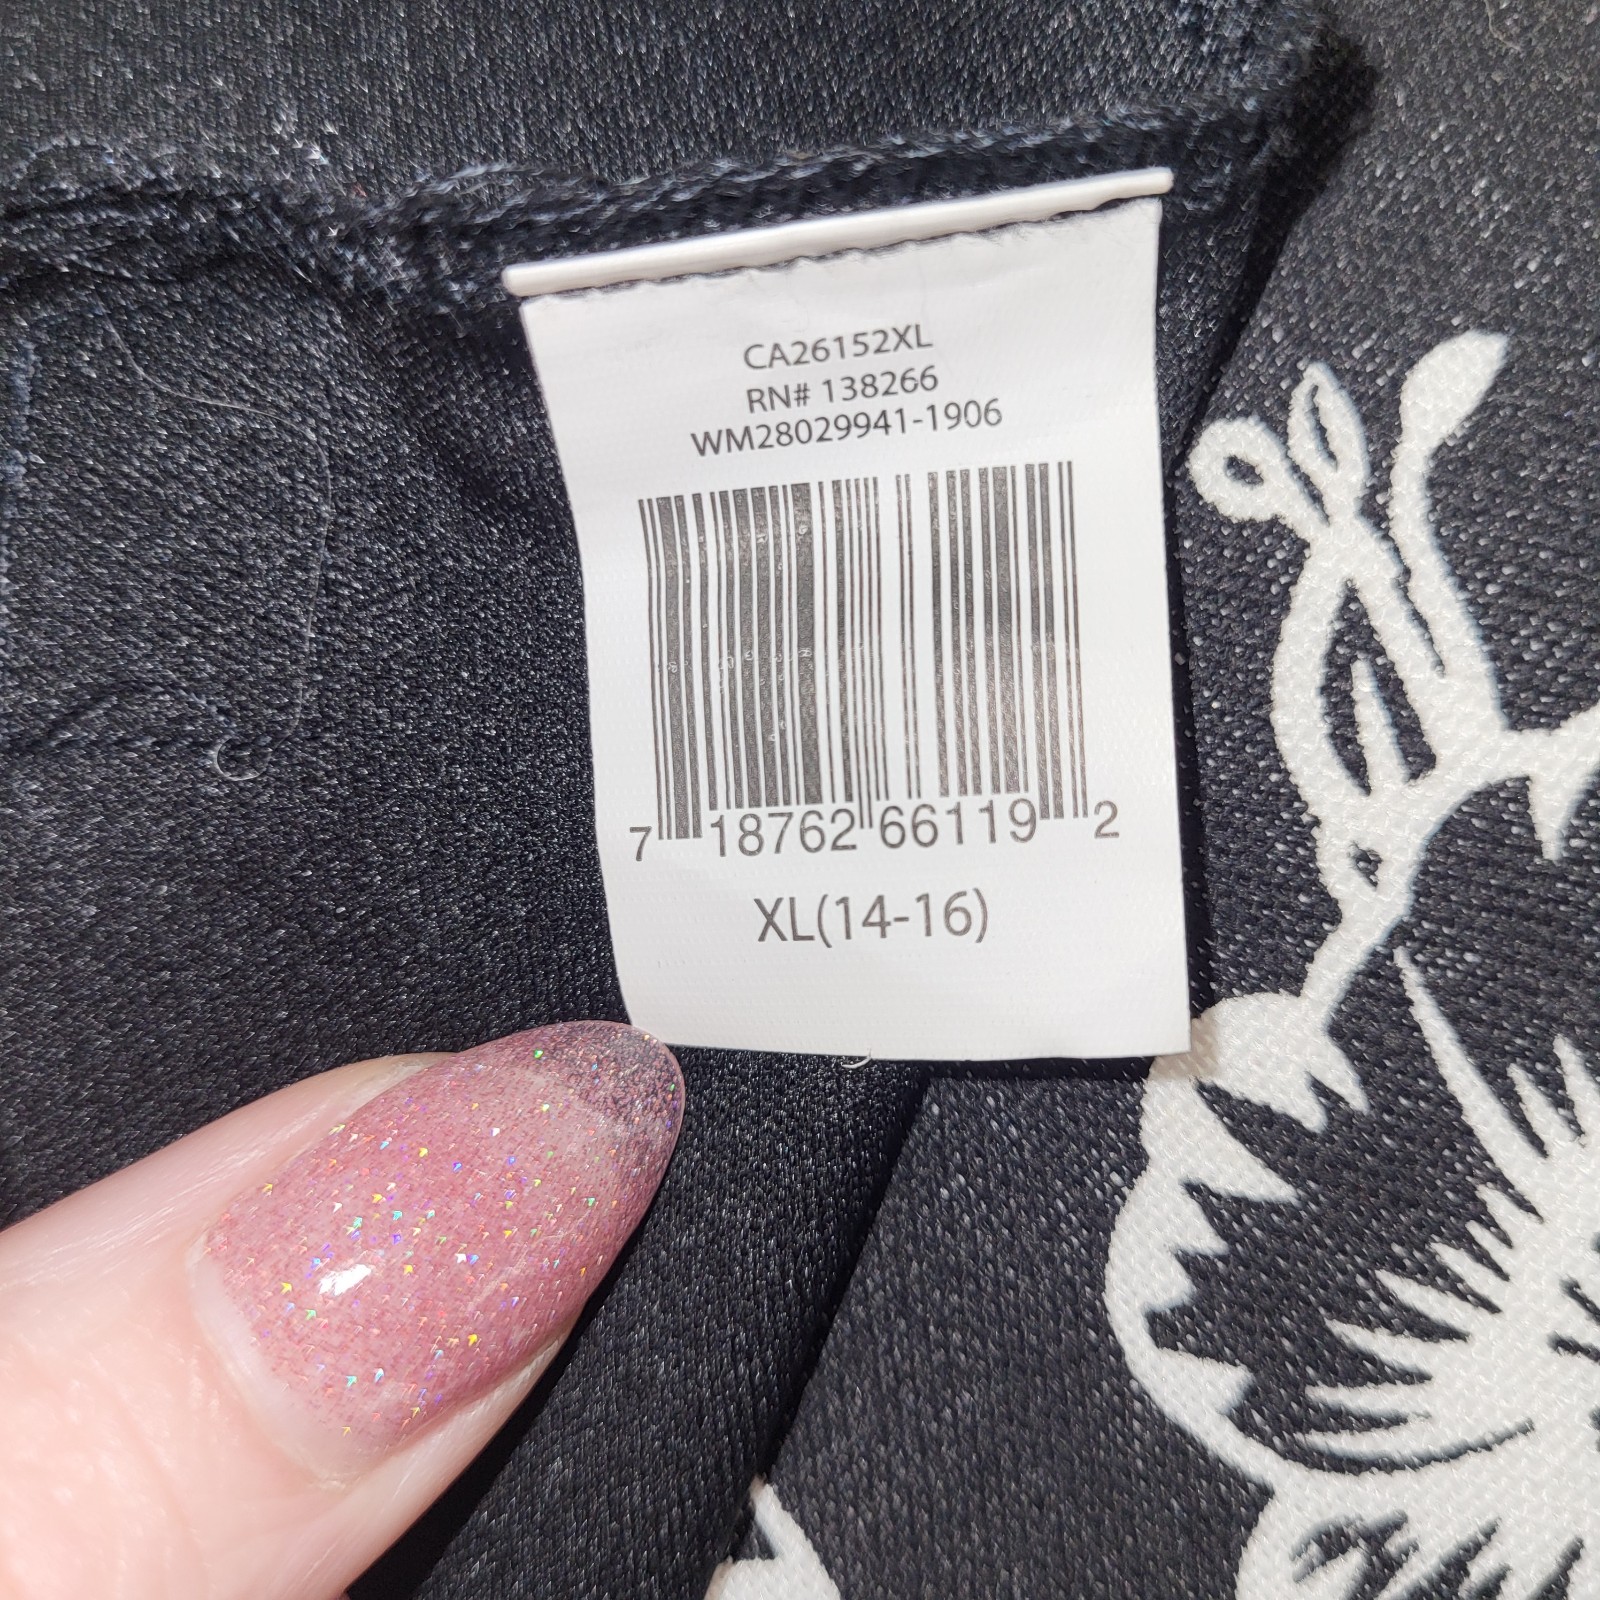 CA26152XL
RN# 138266
WM28029941-1906
7 18762 66119 2
XL(14-16)